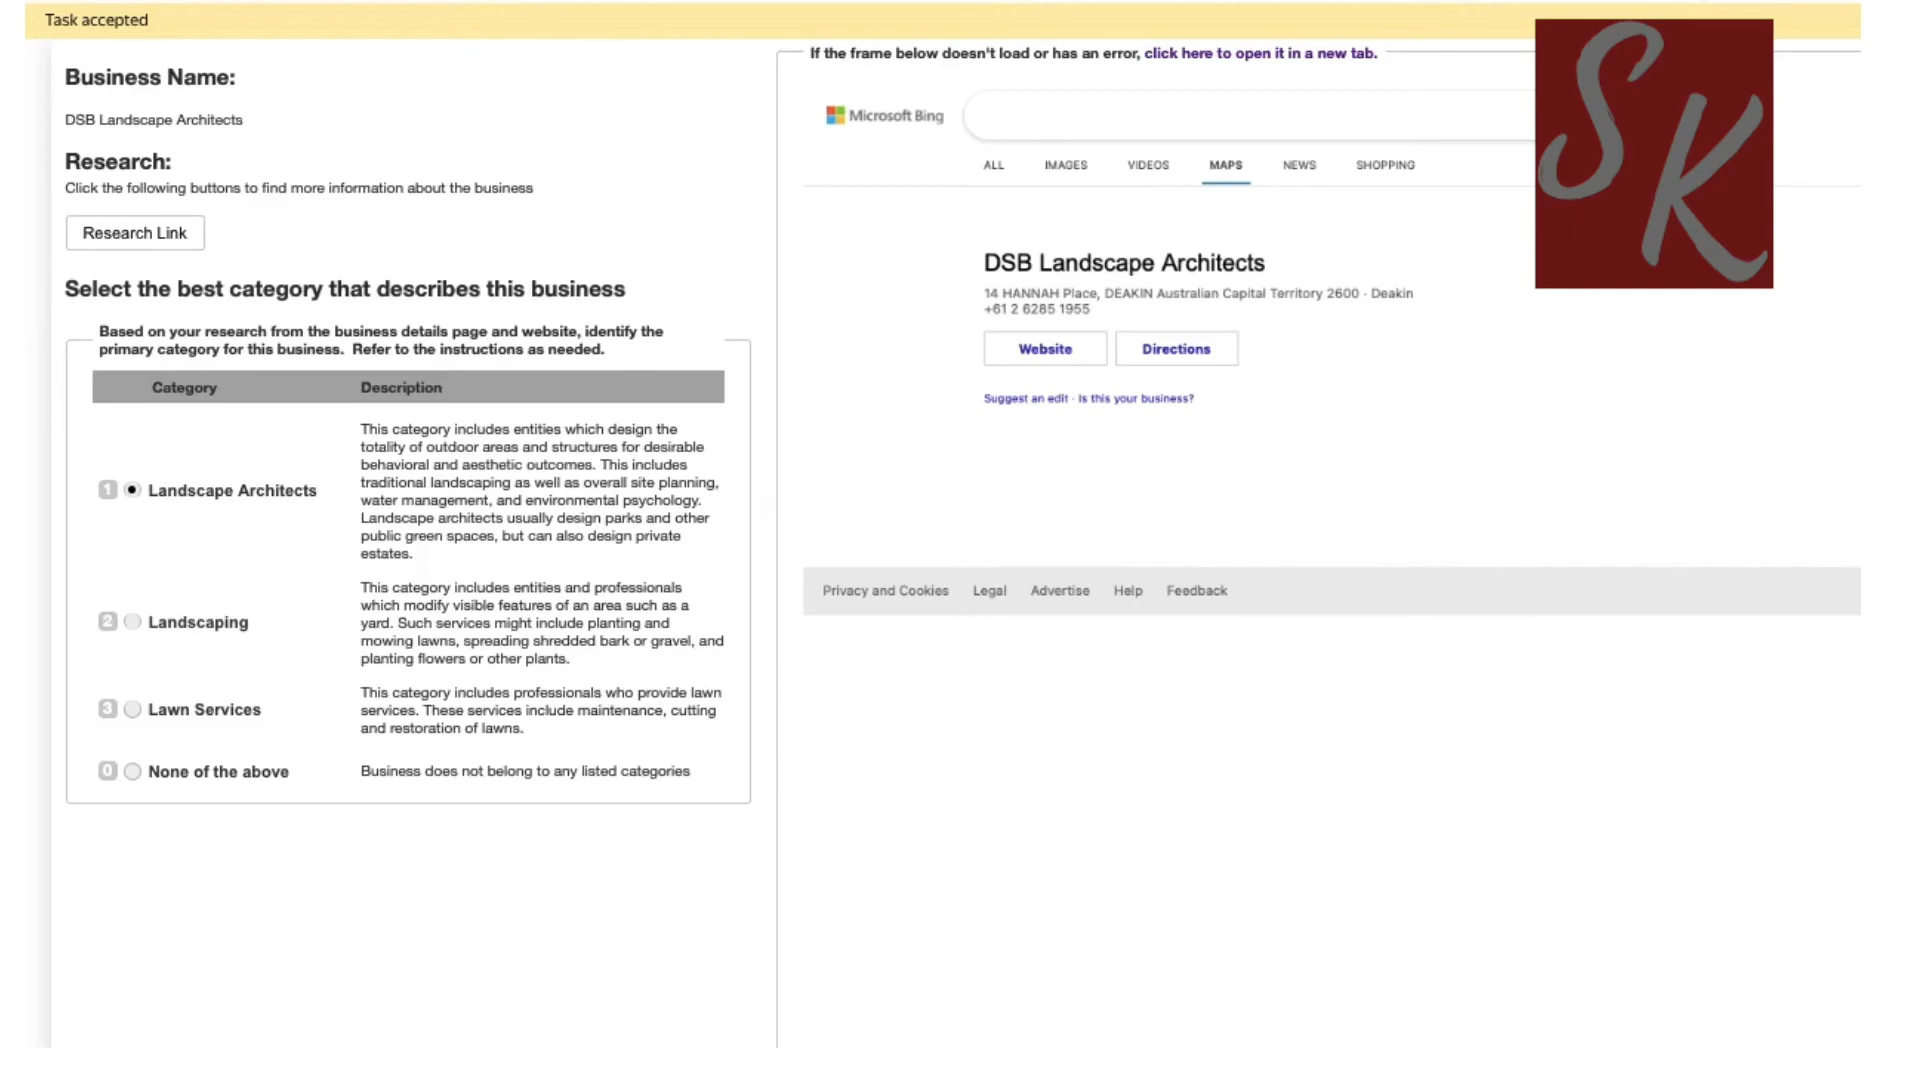 Task accepted
Business Name:
DSB Landscape Architects
Research:
Click the following buttons to find more information about the business
Research Link
Select the best category that describes this business
Based on your research from the business details page and website, identify the
primary category for this business. Refer to the instructions as needed.
Category Description
1 Landscape Architects
This category includes entities which design the
totality of outdoor areas and structures for desirable
behavioral and aesthetic outcomes. This includes
traditional landscaping as well as overall site planning,
water management, and environmental psychology.
Landscape architects usually design parks and other
public green spaces, but can also design private
estates.
2 Landscaping
This category includes entities and professionals
which modify visible features of an area such as a
yard. Such services might include planting and
mowing lawns, spreading shredded bark or gravel, and
planting flowers or other plants.
3 Lawn Services
This category includes professionals who provide lawn
services. These services include maintenance, cutting
and restoration of lawns.
0 None of the above
Business does not belong to any listed categories
If the frame below doesn't load or has an error, click here to open it in a new tab.
Microsoft Bing
ALL IMAGES VIDEOS MAPS NEWS SHOPPING
DSB Landscape Architects
14 HANNAH Place, DEAKIN Australian Capital Territory 2600 · Deakin
+61 2 6285 1955
Website Directions
Suggest an edit · Is this your business?
Privacy and Cookies Legal Advertise Help Feedback
SK